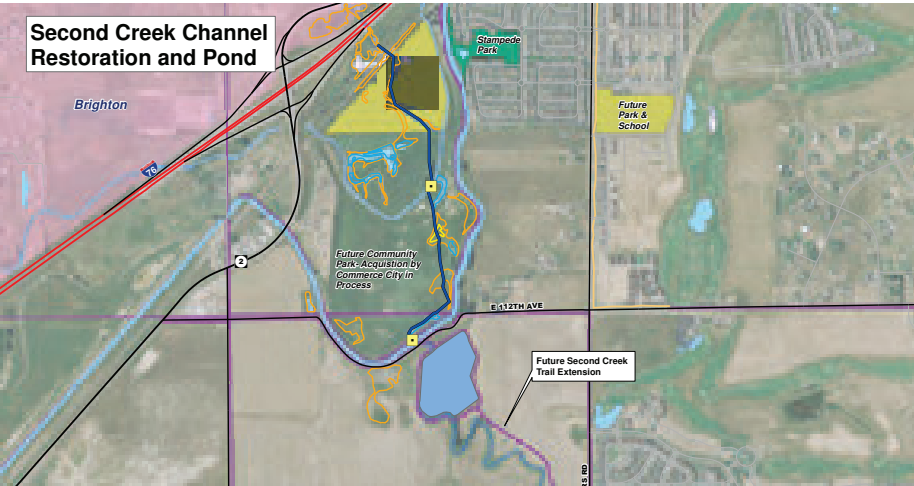 Second Creek Channel
Restoration and Pond
Stampede
Park
Brighton
Future
Park &
School
76
2
Future Community
Park- Acquistion by
Commerce City in
Process
E 112TH AVE
Future Second Creek
Trail Extension
RS RD